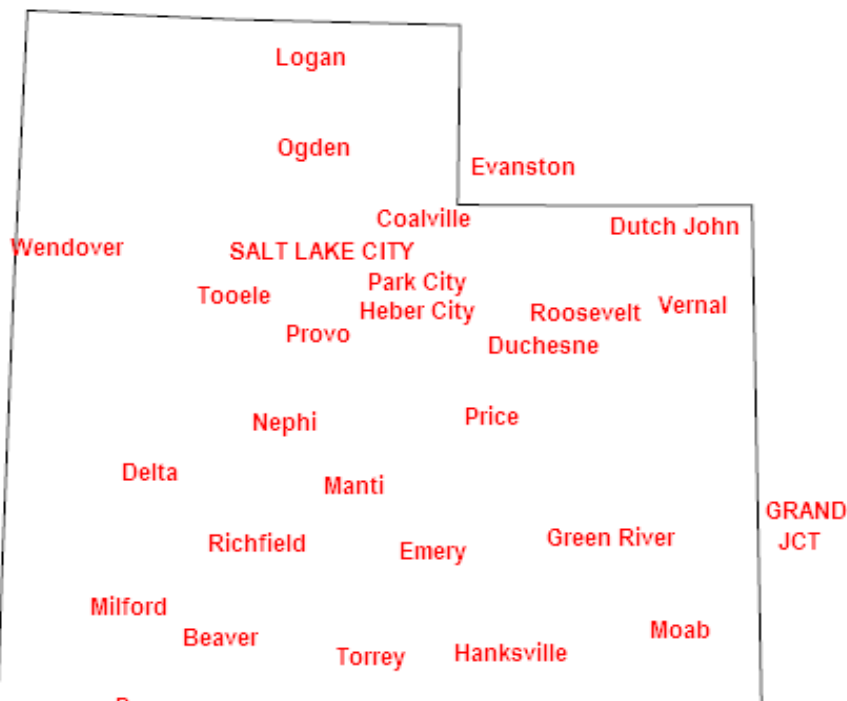 Logan
Ogden
Evanston
Coalville
Dutch John
Wendover
SALT LAKE CITY
Park City
Tooele
Heber City
Roosevelt
Vernal
Provo
Duchesne
Nephi
Price
Delta
Manti
GRAND
JCT
Richfield
Emery
Green River
Milford
Beaver
Moab
Torrey
Hanksville